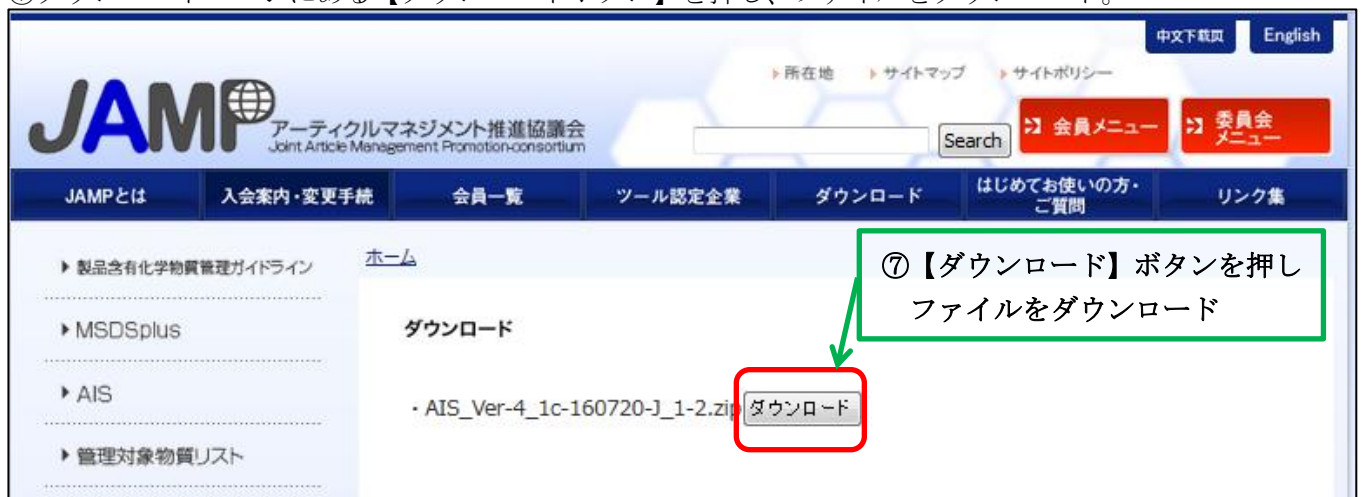 中文下載页 English
所在地 サイトマップ サイトポリシー
JAMP
アーティクルマネジメント推進協議会
Joint Article Management Promotion-consortium
Search
会員メニュー
委員会
メニュー
JAMPとは 入会案内・変更手続 会員一覧 ツール認定企業 ダウンロード はじめてお使いの方・
ご質問 リンク集
製品含有化学物質管理ガイドライン
ホーム
⑦【ダウンロード】ボタンを押し
ファイルをダウンロード
MSDSplus
ダウンロード
AIS
・AIS_Ver-4_1c-160720-J_1-2.zip ダウンロード
管理対象物質リスト